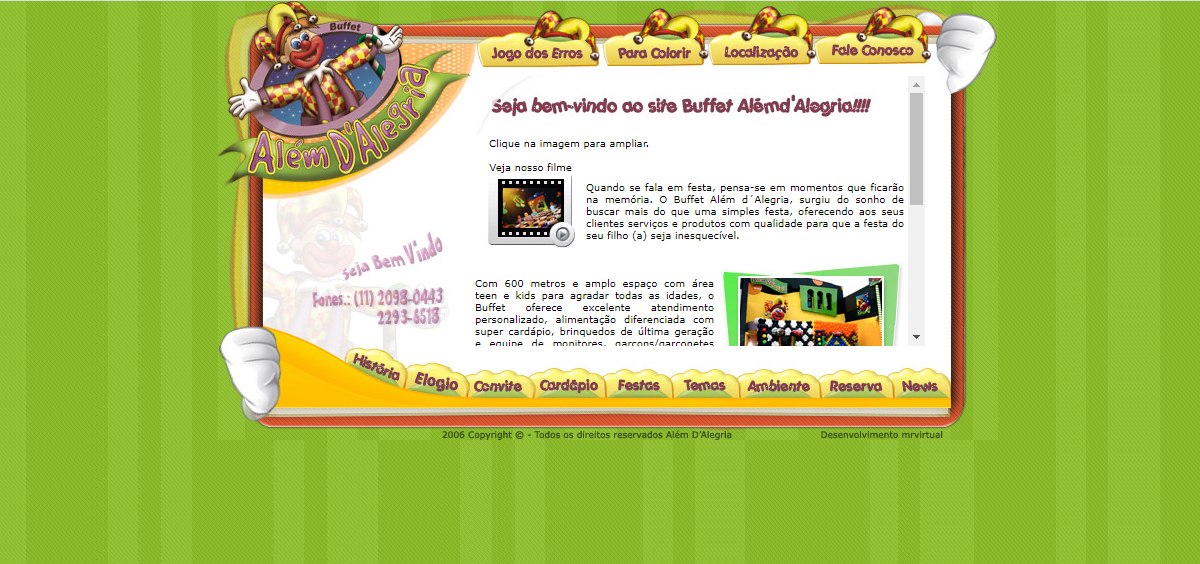 Buffet
Além D'Alegria
Jogo dos Erros
Para Colorir
Localização
Fale Conosco
Seja bem-vindo ao site Buffet Alémd'Alegria!!!!
Clique na imagem para ampliar.
Veja nosso filme
Quando se fala em festa, pensa-se em momentos que ficarão
na memória. O Buffet Além d´Alegria, surgiu do sonho de
buscar mais do que uma simples festa, oferecendo aos seus
clientes serviços e produtos com qualidade para que a festa do
seu filho (a) seja inesquecível.
Seja Bem Vindo
Fones.: (11) 2098-0443
2293-6518
Com 600 metros e amplo espaço com área
teen e kids para agradar todas as idades, o
Buffet oferece excelente atendimento
personalizado, alimentação diferenciada com
super cardápio, brinquedos de última geração
e equipe de monitores, garçons/garçonetes
História
Elogio
Convite
Cardápio
Festas
Temas
Ambiente
Reserva
News
2006 Copyright © - Todos os direitos reservados Além D'Alegria
Desenvolvimento mrvirtual